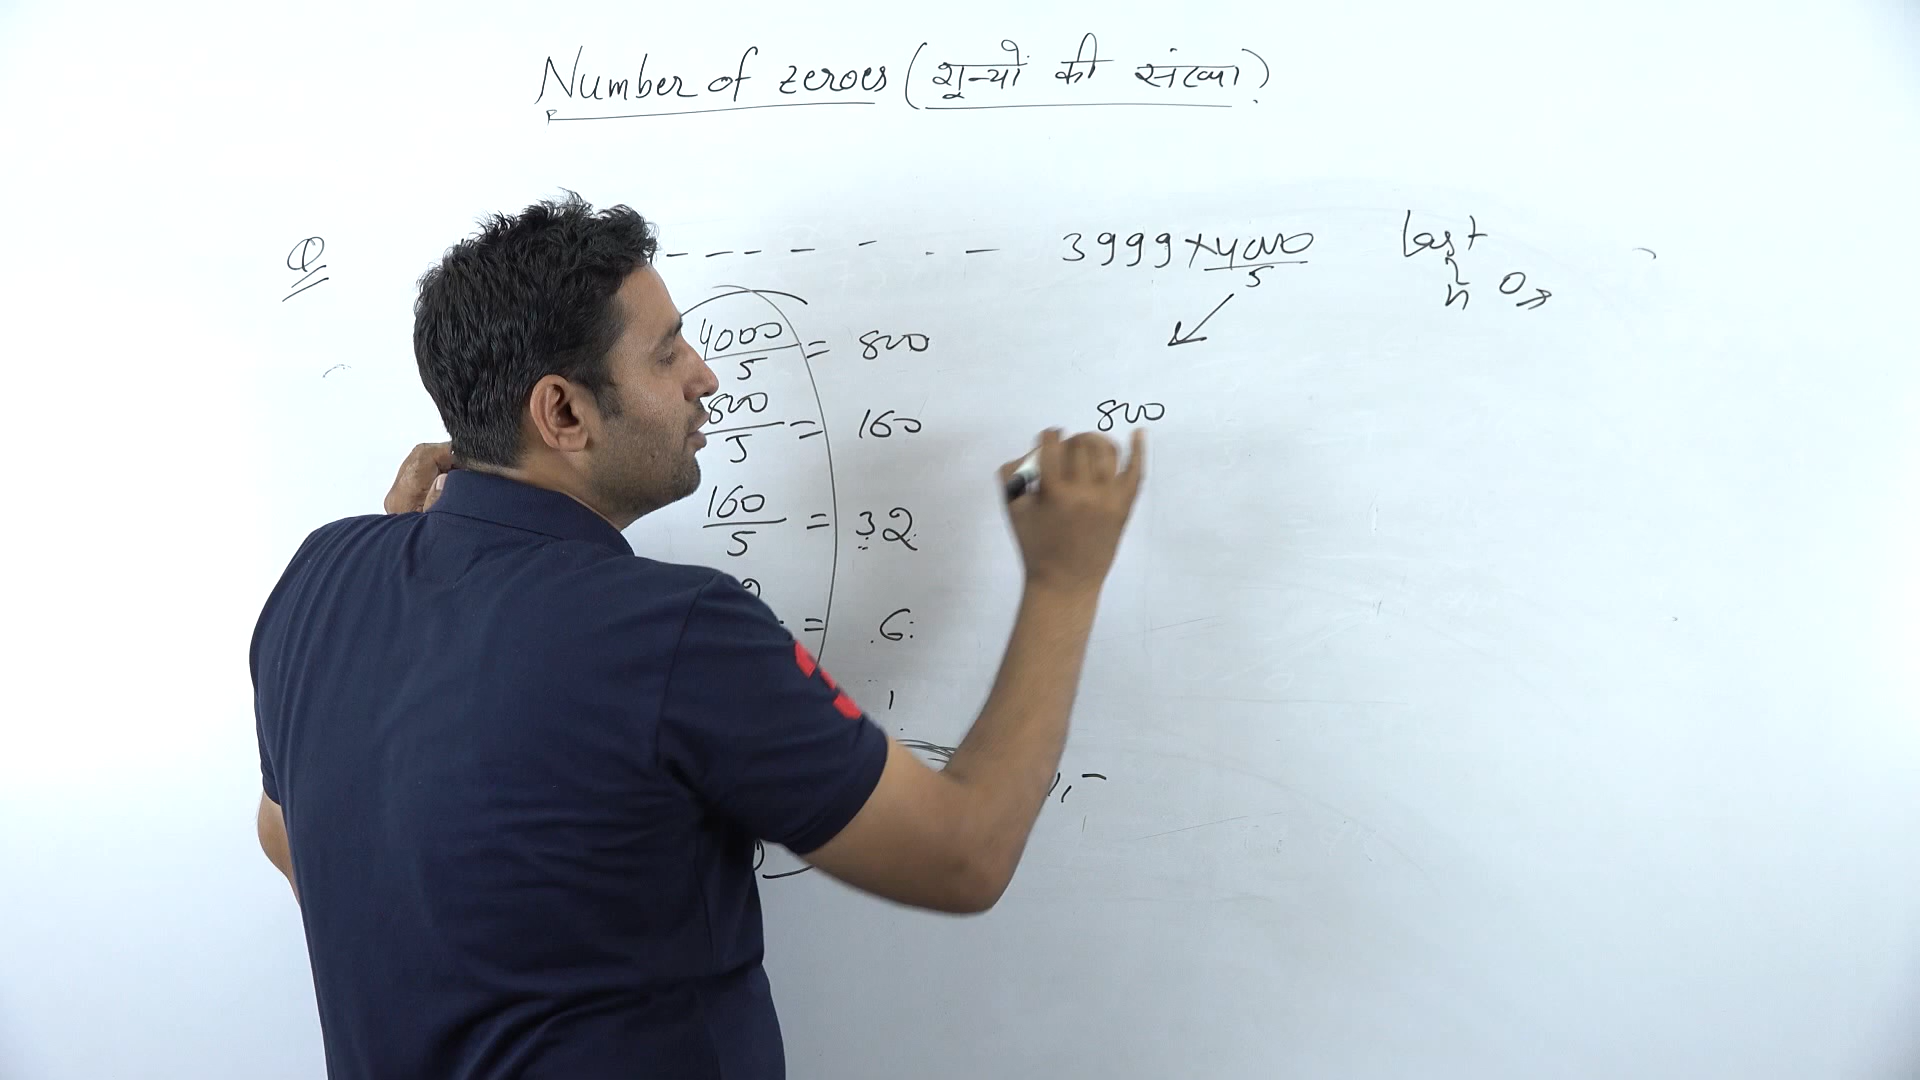 Number of zeroes (शून्यों की संख्या)
Q - - - - - - - 3999×4000 last
5 n 0s
4000/5 = 800
800/5 = 160 800
160/5 = 32
= 6
1